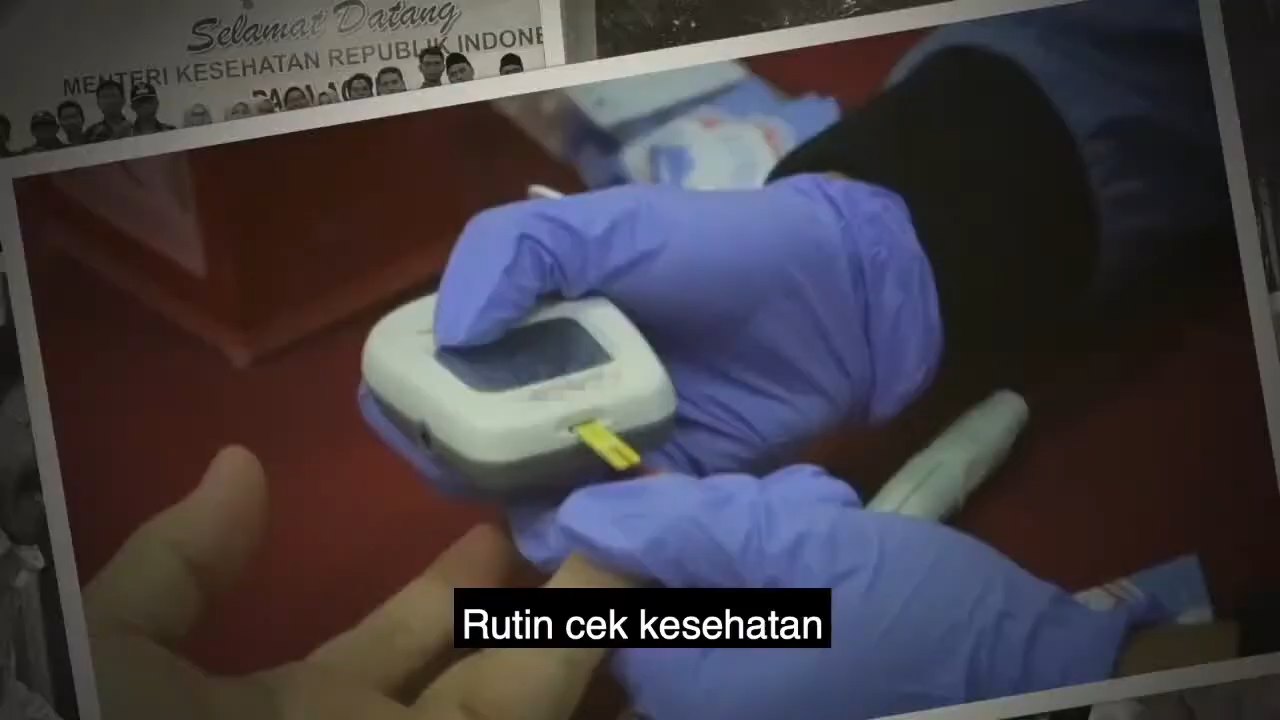 Selamat Datang
MENTERI KESEHATAN REPUBLIK INDONE
Rutin cek kesehatan